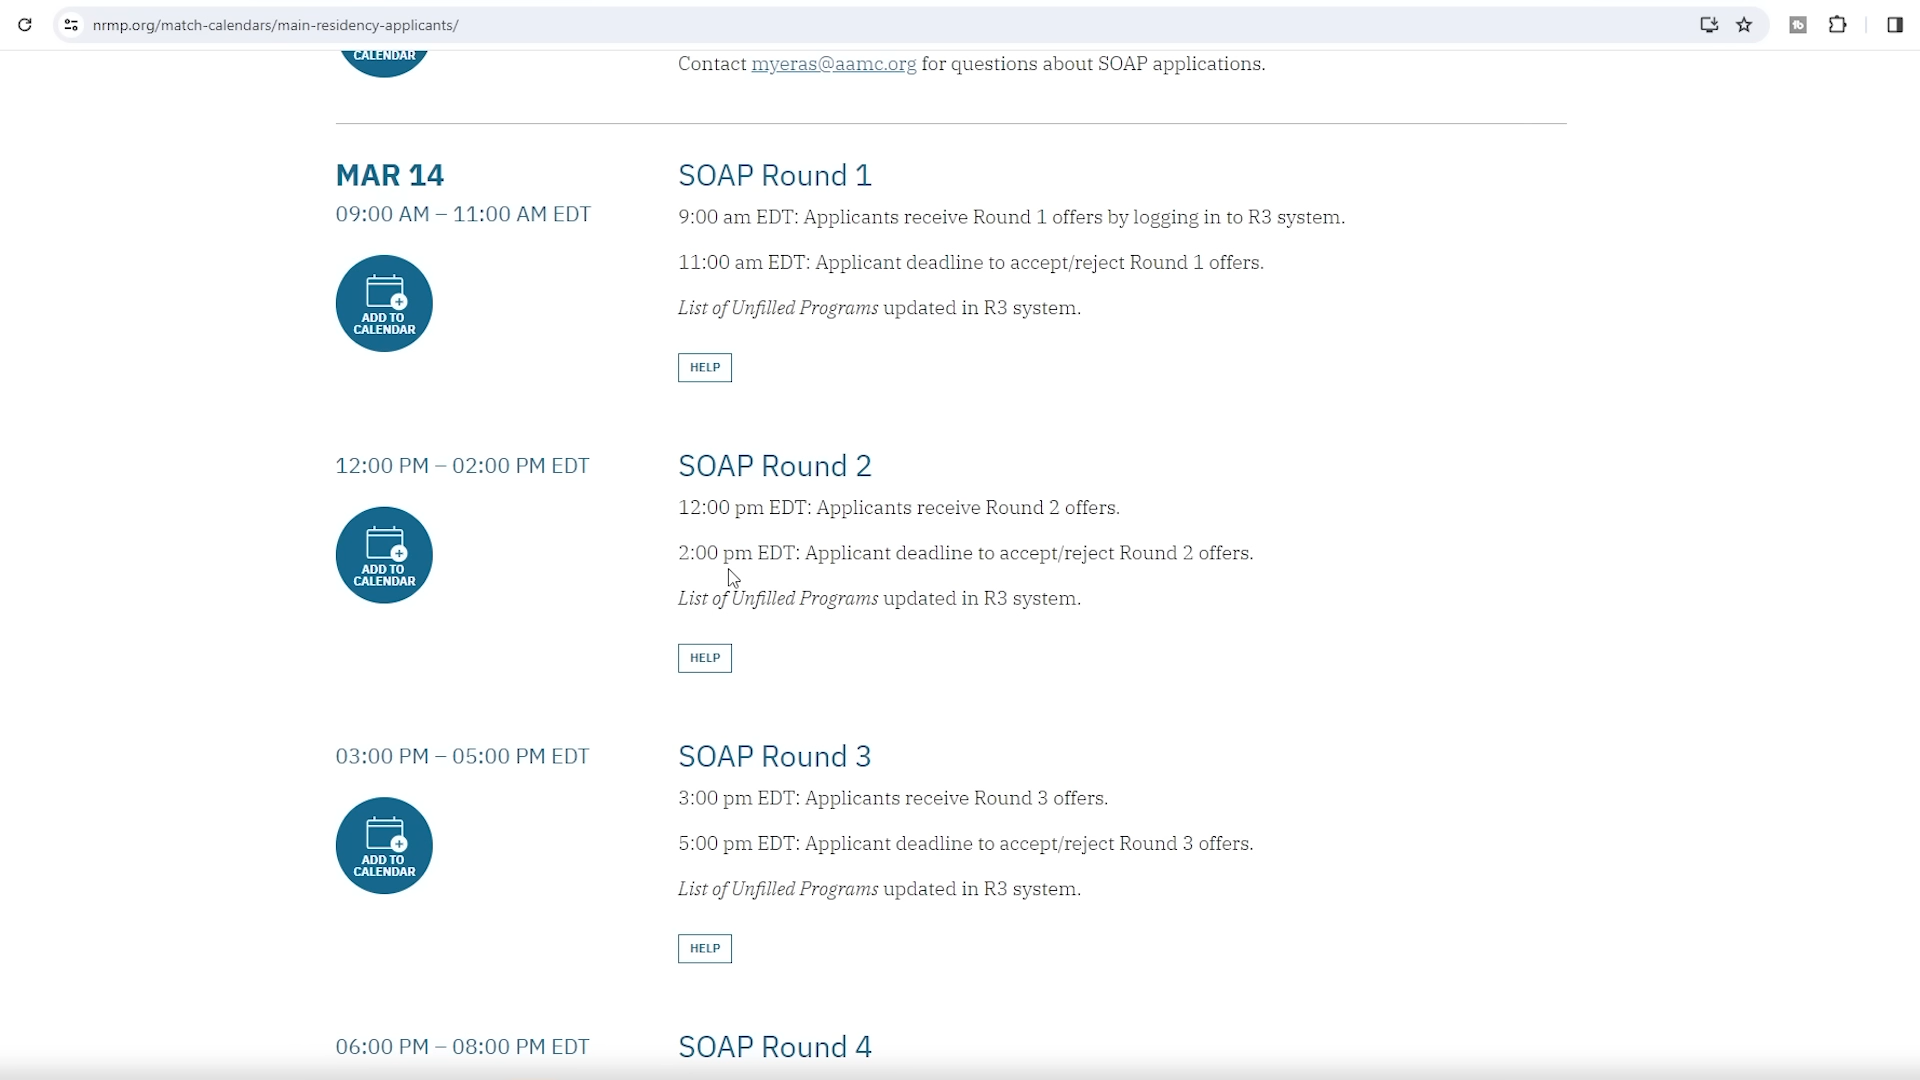 nrmp.org/match-calendars/main-residency-applicants/
CALENDAR
Contact myeras@aamc.org for questions about SOAP applications.
MAR 14
09:00 AM – 11:00 AM EDT
ADD TO
CALENDAR
SOAP Round 1
9:00 am EDT: Applicants receive Round 1 offers by logging in to R3 system.
11:00 am EDT: Applicant deadline to accept/reject Round 1 offers.
List of Unfilled Programs updated in R3 system.
HELP
12:00 PM – 02:00 PM EDT
ADD TO
CALENDAR
SOAP Round 2
12:00 pm EDT: Applicants receive Round 2 offers.
2:00 pm EDT: Applicant deadline to accept/reject Round 2 offers.
List of Unfilled Programs updated in R3 system.
HELP
03:00 PM – 05:00 PM EDT
ADD TO
CALENDAR
SOAP Round 3
3:00 pm EDT: Applicants receive Round 3 offers.
5:00 pm EDT: Applicant deadline to accept/reject Round 3 offers.
List of Unfilled Programs updated in R3 system.
HELP
06:00 PM – 08:00 PM EDT
SOAP Round 4